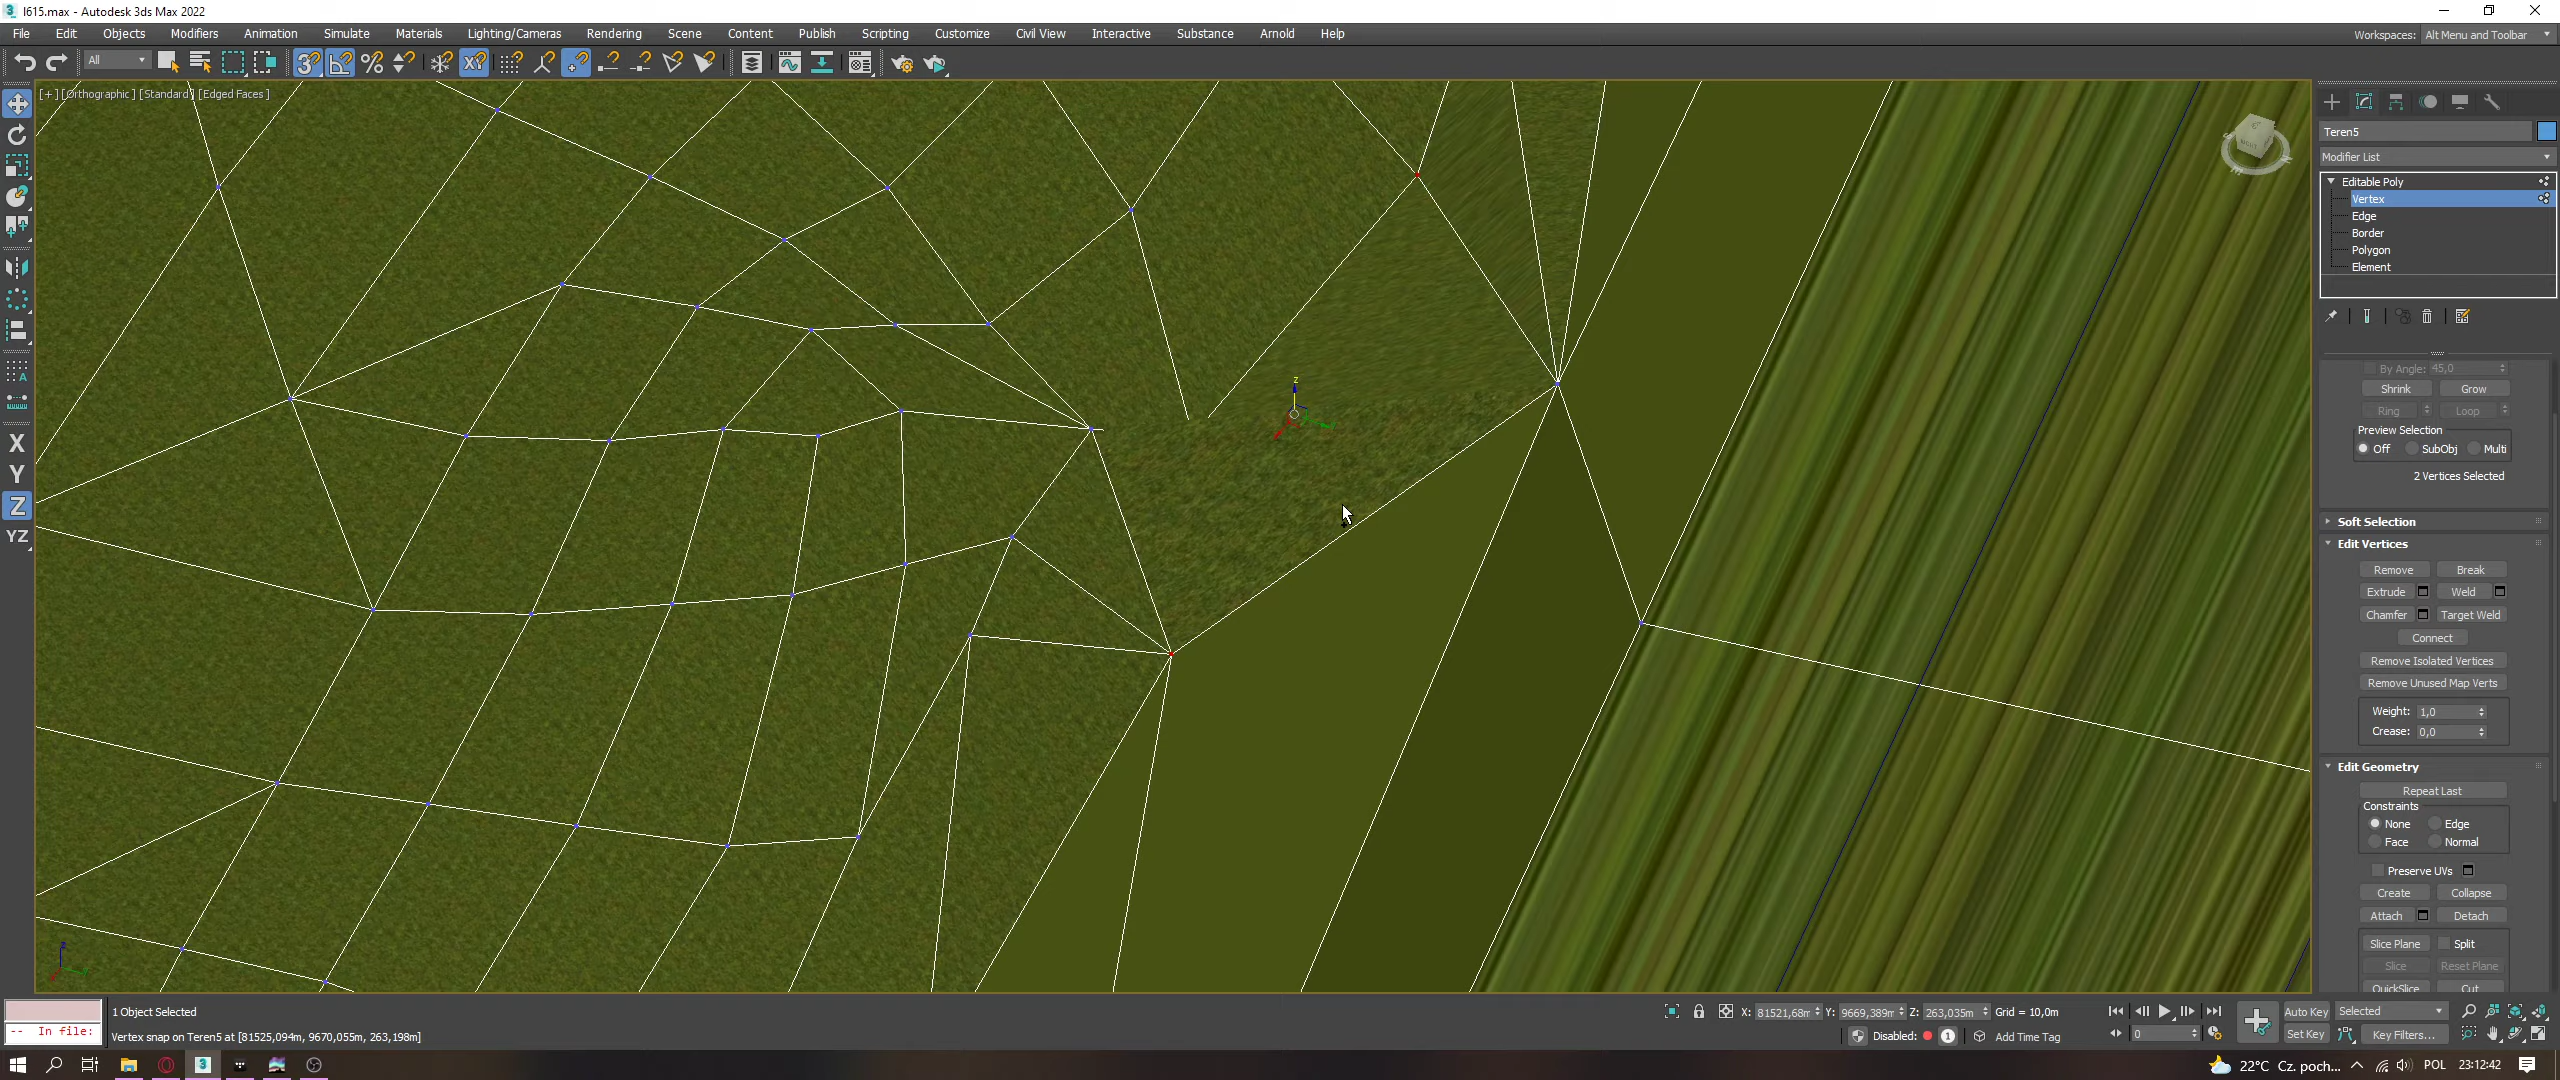 I615.max - Autodesk 3ds Max 2022
File Edit Objects Modifiers Animation Simulate Materials Lighting/Cameras Rendering Scene Content Publish Scripting Customize Civil View Interactive Substance Arnold Help
Workspaces: Alt Menu and Toolbar
All
[+] [Orthographic] [Standard] [Edged Faces]
Teren5
Modifier List
Editable Poly
Vertex
Edge
Border
Polygon
Element
By Angle: 45,0
Shrink Grow
Ring Loop
Preview Selection
Off SubObj Multi
2 Vertices Selected
Soft Selection
Edit Vertices
Remove Break
Extrude Weld
Chamfer Target Weld
Connect
Remove Isolated Vertices
Remove Unused Map Verts
Weight: 1,0
Crease: 0,0
Edit Geometry
Repeat Last
Constraints
None Edge
Face Normal
Preserve UVs
Create Collapse
Attach Detach
Slice Plane Split
Slice Reset Plane
QuickSlice Cut
X
Y
Z
YZ
z
-- In file:
1 Object Selected
Vertex snap on Teren5 at [81525,094m, 9670,055m, 263,198m]
X: 81521,68m Y: 9669,389m Z: 263,035m Grid = 10,0m
Disabled: 1 Add Time Tag
0
Auto Key Selected
Set Key Key Filters...
22°C Cz. poch... POL 23:12:42